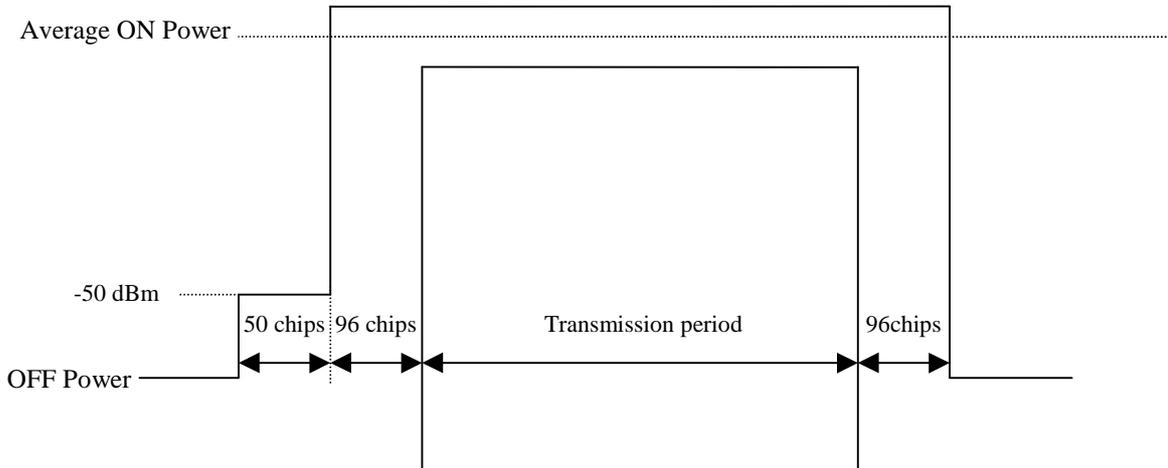 Average ON Power
-50 dBm
50 chips
96 chips
Transmission period
96chips
OFF Power